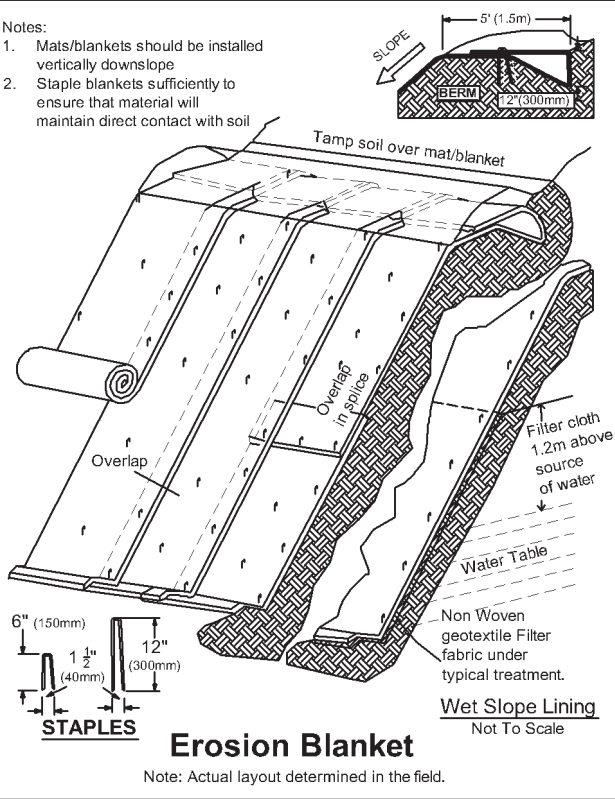 Notes:
1. Mats/blankets should be installed
vertically downslope
2. Staple blankets sufficiently to
ensure that material will
maintain direct contact with soil
5' (1.5m)
SLOPE
BERM
12"(300mm)
Tamp soil over mat/blanket
Overlap
in splice
Overlap
Filter cloth
1.2m above
source
of water
Water Table
Non Woven
geotextile Filter
fabric under
typical treatment.
Wet Slope Lining
Not To Scale
6" (150mm)
1 1/2"
(40mm)
12"
(300mm)
STAPLES
Erosion Blanket
Note: Actual layout determined in the field.